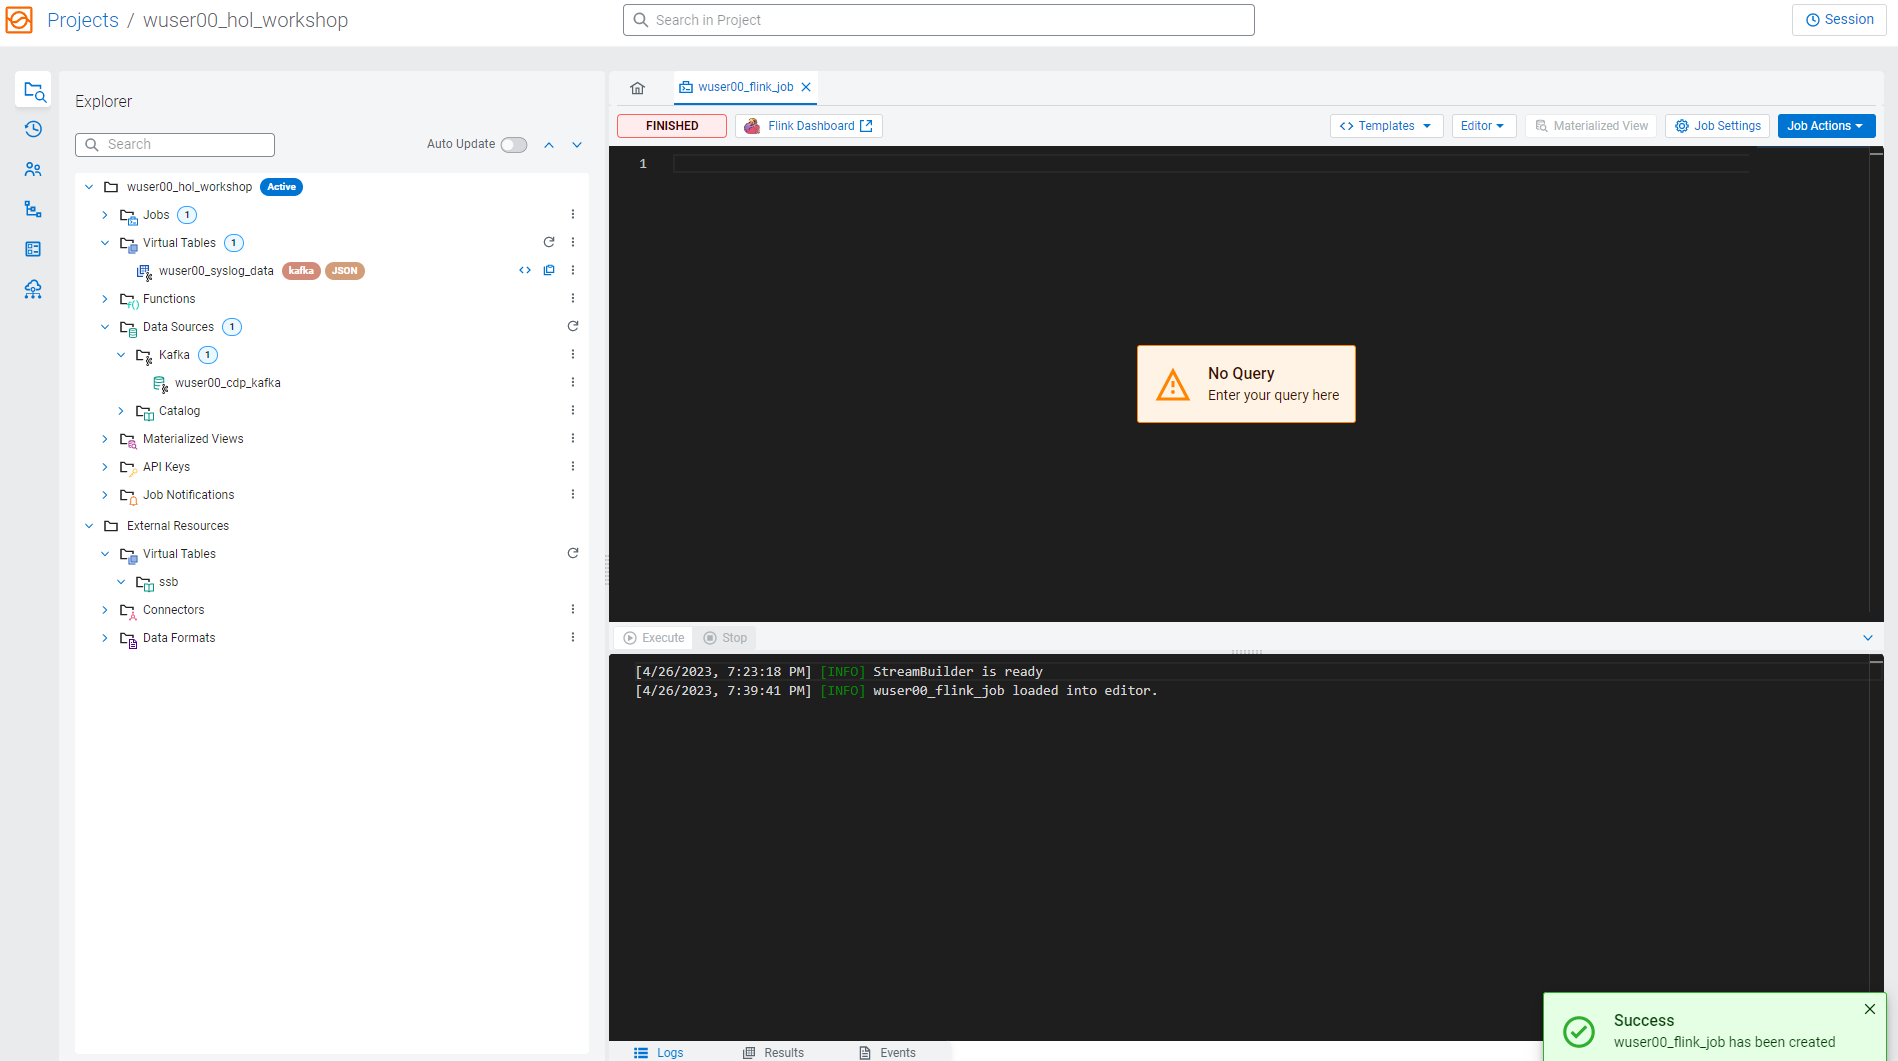 Projects / wuser00_hol_workshop
Search in Project
Session
Explorer
Search
Auto Update
wuser00_hol_workshop Active
Jobs 1
Virtual Tables 1
wuser00_syslog_data kafka JSON
Functions
Data Sources 1
Kafka 1
wuser00_cdp_kafka
Catalog
Materialized Views
API Keys
Job Notifications
External Resources
Virtual Tables
ssb
Connectors
Data Formats
wuser00_flink_job
FINISHED
Flink Dashboard
Templates
Editor
Materialized View
Job Settings
Job Actions
1
No Query
Enter your query here
Execute
Stop
[4/26/2023, 7:23:18 PM] [INFO] StreamBuilder is ready
[4/26/2023, 7:39:41 PM] [INFO] wuser00_flink_job loaded into editor.
Logs
Results
Events
Success
wuser00_flink_job has been created